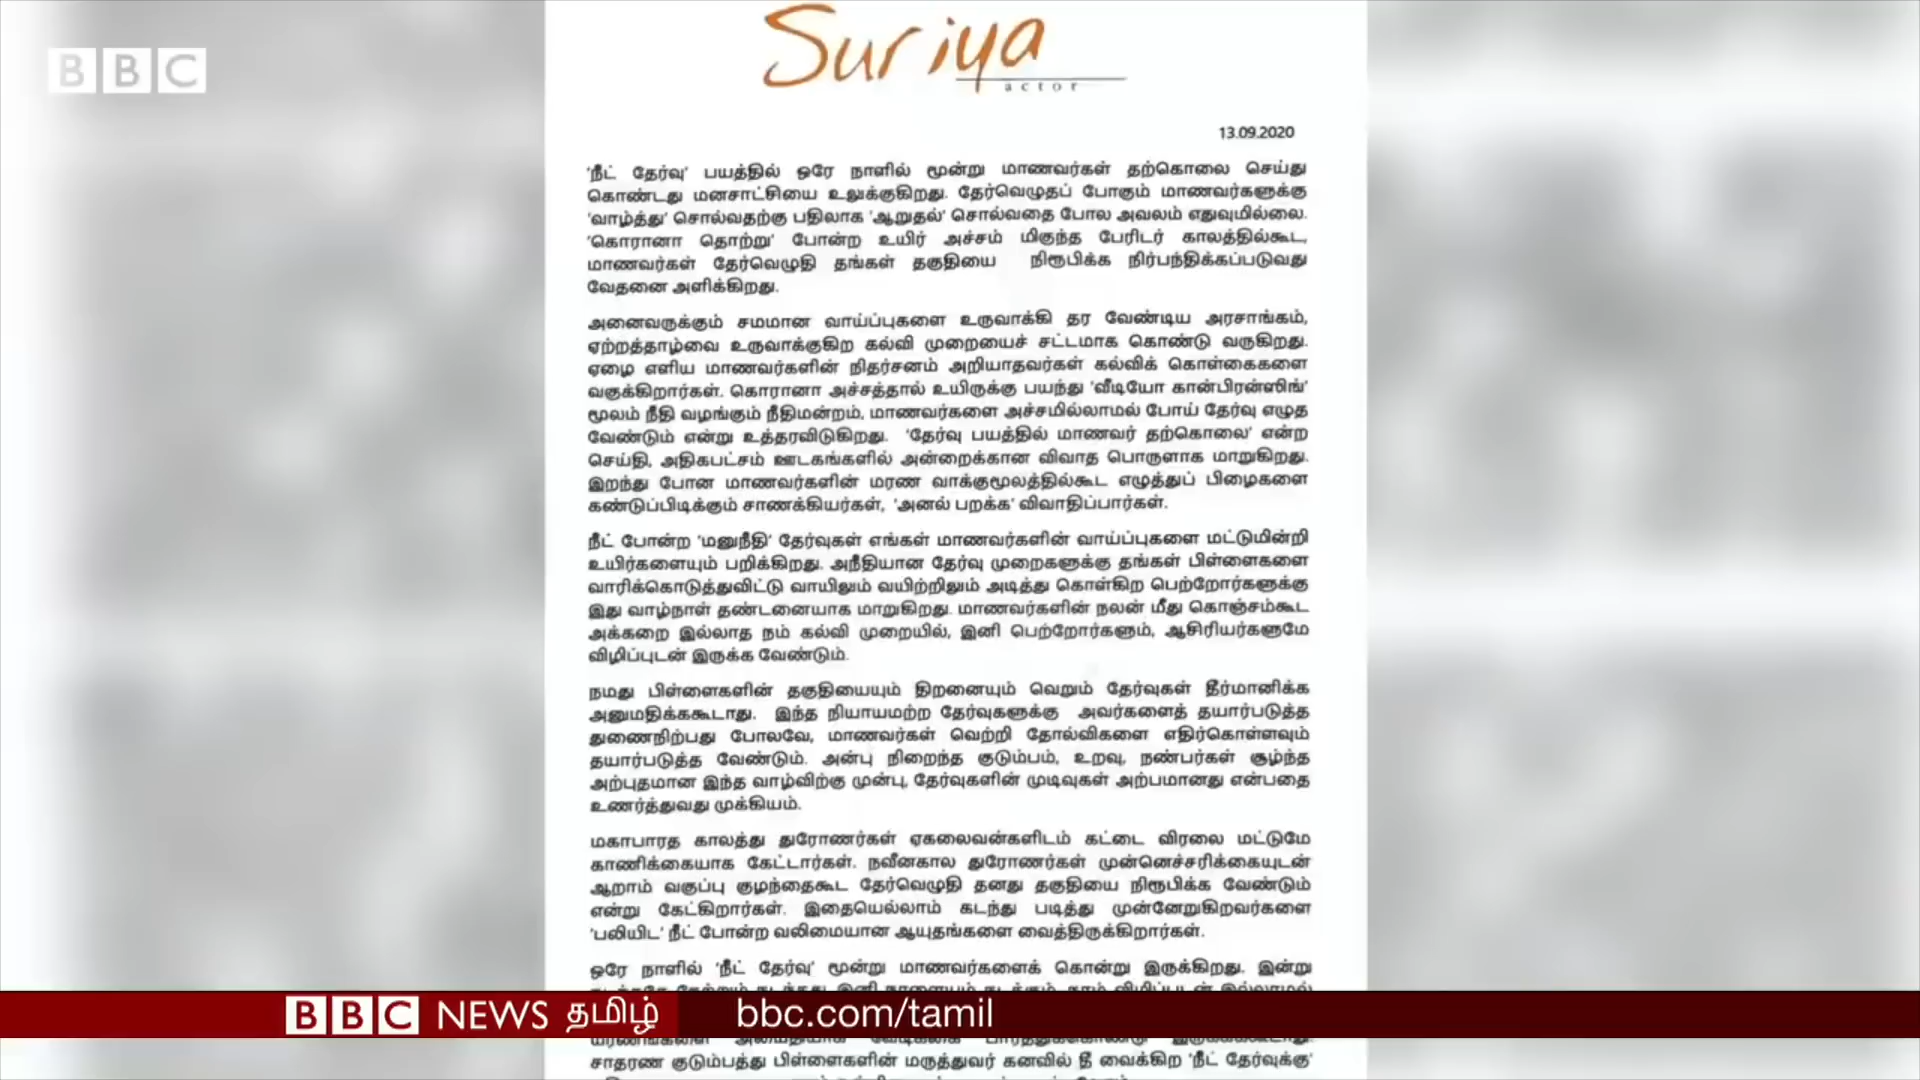 BBC
Suriya
actor
13.09.2020
'நீட் தேர்வு' பயத்தில் ஒரே நாளில் மூன்று மாணவர்கள் தற்கொலை செய்து
கொண்டது மனசாட்சியை உலுக்குகிறது. தேர்வெழுதப் போகும் மாணவர்களுக்கு
'வாழ்த்து' சொல்வதற்கு பதிலாக 'ஆறுதல்' சொல்வதை போல அவலம் எதுவுமில்லை.
'கொரானா தொற்று' போன்ற உயிர் அச்சம் மிகுந்த பேரிடர் காலத்தில்கூட,
மாணவர்கள் தேர்வெழுதி தங்கள் தகுதியை நிரூபிக்க நிர்பந்திக்கப்படுவது
வேதனை அளிக்கிறது.
அனைவருக்கும் சமமான வாய்ப்புகளை உருவாக்கி தர வேண்டிய அரசாங்கம்,
ஏற்றத்தாழ்வை உருவாக்குகிற கல்வி முறையைச் சட்டமாக கொண்டு வருகிறது.
ஏழை எளிய மாணவர்களின் நிதர்சனம் அறியாதவர்கள் கல்விக் கொள்கைகளை
வகுக்கிறார்கள். கொரானா அச்சத்தால் உயிருக்கு பயந்து 'வீடியோ கான்பிரன்ஸிங்'
மூலம் நீதி வழங்கும் நீதிமன்றம், மாணவர்களை அச்சமில்லாமல் போய் தேர்வு எழுத
வேண்டும் என்று உத்தரவிடுகிறது. 'தேர்வு பயத்தில் மாணவர் தற்கொலை' என்ற
செய்தி, அதிகபட்சம் ஊடகங்களில் அன்றைக்கான விவாத பொருளாக மாறுகிறது.
இறந்து போன மாணவர்களின் மரண வாக்குமூலத்தில்கூட எழுத்துப் பிழைகளை
கண்டுப்பிடிக்கும் சாணக்கியர்கள், 'அனல் பறக்க' விவாதிப்பார்கள்.
நீட் போன்ற 'மனுநீதி' தேர்வுகள் எங்கள் மாணவர்களின் வாய்ப்புகளை மட்டுமின்றி
உயிர்களையும் பறிக்கிறது. அநீதியான தேர்வு முறைகளுக்கு தங்கள் பிள்ளைகளை
வாரிக்கொடுத்துவிட்டு வாயிலும் வயிற்றிலும் அடித்து கொள்கிற பெற்றோர்களுக்கு
இது வாழ்நாள் தண்டனையாக மாறுகிறது. மாணவர்களின் நலன் மீது கொஞ்சம்கூட
அக்கறை இல்லாத நம் கல்வி முறையில், இனி பெற்றோர்களும், ஆசிரியர்களுமே
விழிப்புடன் இருக்க வேண்டும்.
நமது பிள்ளைகளின் தகுதியையும் திறனையும் வெறும் தேர்வுகள் தீர்மானிக்க
அனுமதிக்ககூடாது. இந்த நியாயமற்ற தேர்வுகளுக்கு அவர்களைத் தயார்படுத்த
துணைநிற்பது போலவே, மாணவர்கள் வெற்றி தோல்விகளை எதிர்கொள்ளவும்
தயார்படுத்த வேண்டும். அன்பு நிறைந்த குடும்பம், உறவு, நண்பர்கள் சூழ்ந்த
அற்புதமான இந்த வாழ்விற்கு முன்பு, தேர்வுகளின் முடிவுகள் அற்பமானது என்பதை
உணர்த்துவது முக்கியம்.
மகாபாரத காலத்து துரோணர்கள் ஏகலைவன்களிடம் கட்டை விரலை மட்டுமே
காணிக்கையாக கேட்டார்கள். நவீனகால துரோணர்கள் முன்னெச்சரிக்கையுடன்
ஆறாம் வகுப்பு குழந்தைகூட தேர்வெழுதி தனது தகுதியை நிரூபிக்க வேண்டும்
என்று கேட்கிறார்கள். இதையெல்லாம் கடந்து படித்து முன்னேறுகிறவர்களை
'பலியிட' நீட் போன்ற வலிமையான ஆயுதங்களை வைத்திருக்கிறார்கள்.
ஒரே நாளில் 'நீட் தேர்வு' மூன்று மாணவர்களைக் கொன்று இருக்கிறது. இன்று
BBC NEWS தமிழ் bbc.com/tamil
சாதரண குடும்பத்து பிள்ளைகளின் மருத்துவர் கனவில் தீ வைக்கிற 'நீட் தேர்வுக்கு'